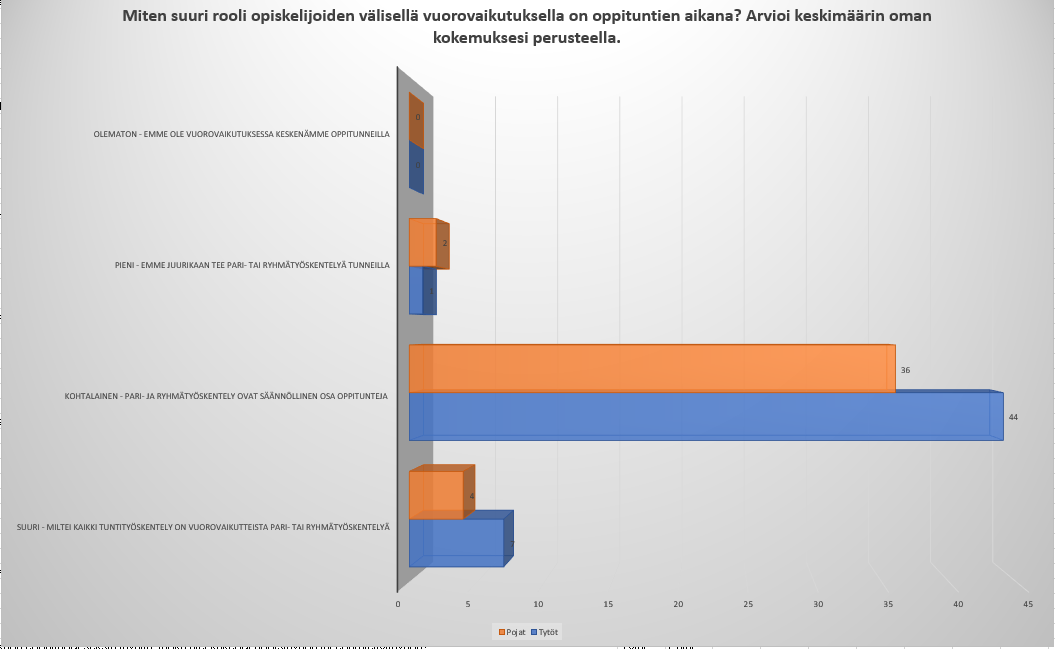 Miten suuri rooli opiskelijoiden välisellä vuorovaikutuksella on oppituntien aikana? Arvioi keskimäärin oman
kokemuksesi perusteella.
OLEMATON - EMME OLE VUOROVAIKUTUKSESSA KESKENÄMME OPPITUNNEILLA
0
0
PIENI - EMME JUURIKAAN TEE PARI- TAI RYHMÄTYÖSKENTELYÄ TUNNEILLA
2
1
KOHTALAINEN - PARI- JA RYHMÄTYÖSKENTELY OVAT SÄÄNNÖLLINEN OSA OPPITUNTEJA
36
44
SUURI - MILTEI KAIKKI TUNTITYÖSKENTELY ON VUOROVAIKUTTEISTA PARI- TAI RYHMÄTYÖSKENTELYÄ
4
7
0 5 10 15 20 25 30 35 40 45
Pojat Tytöt